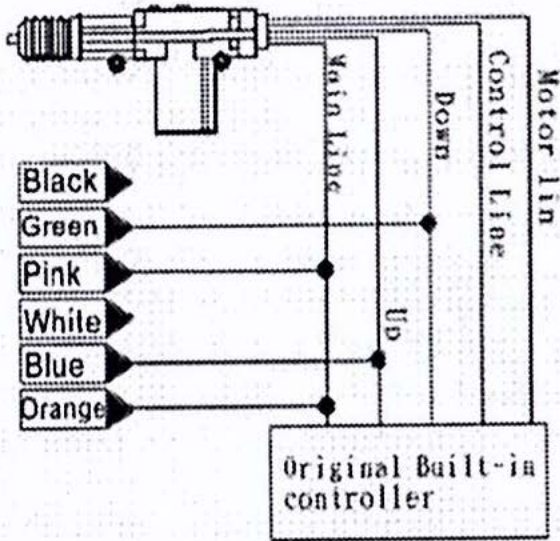 Main Line
Up
Down
Control Line
Motor lin
Black
Green
Pink
White
Blue
Orange
Original Built-in
controller